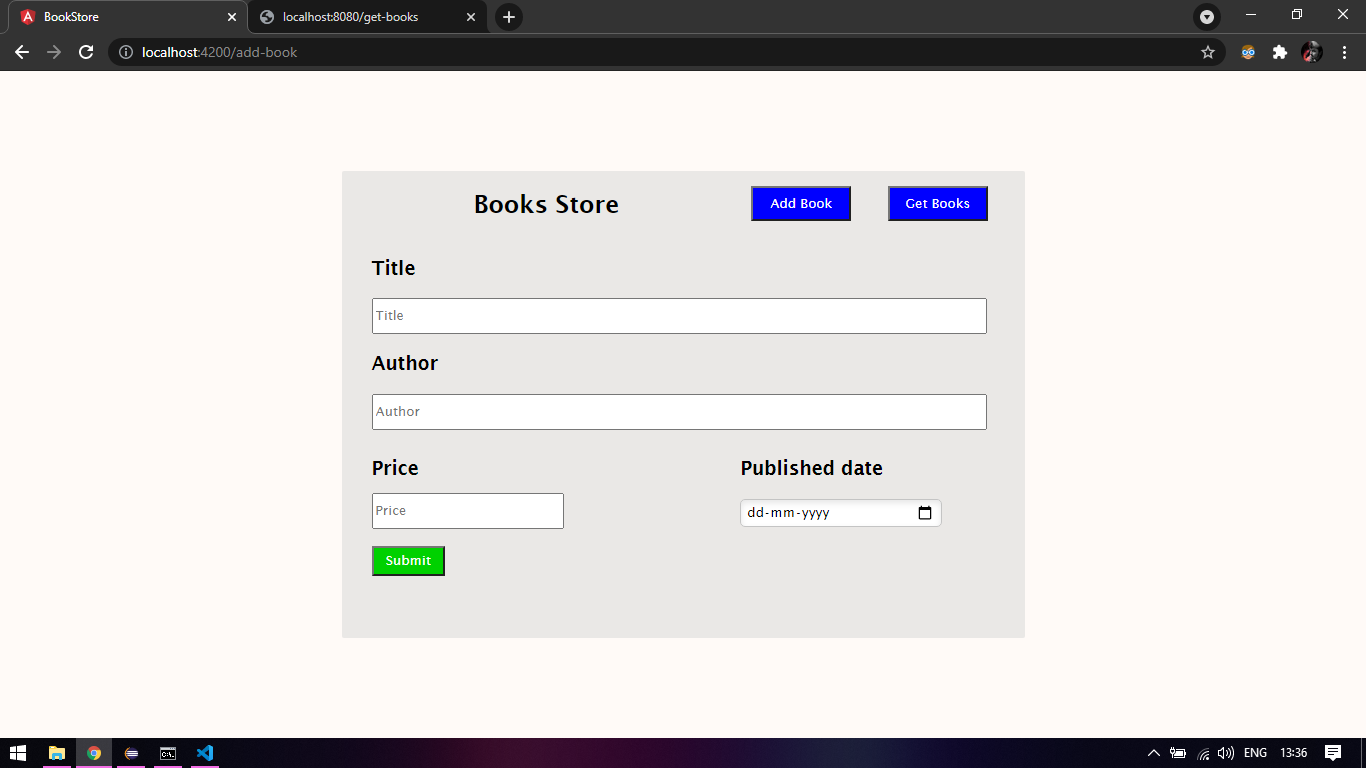 BookStore
localhost:8080/get-books
localhost:4200/add-book
Books Store
Add Book
Get Books
Title
Title
Author
Author
Price
Published date
Price
dd-mm-yyyy
Submit
ENG
13:36